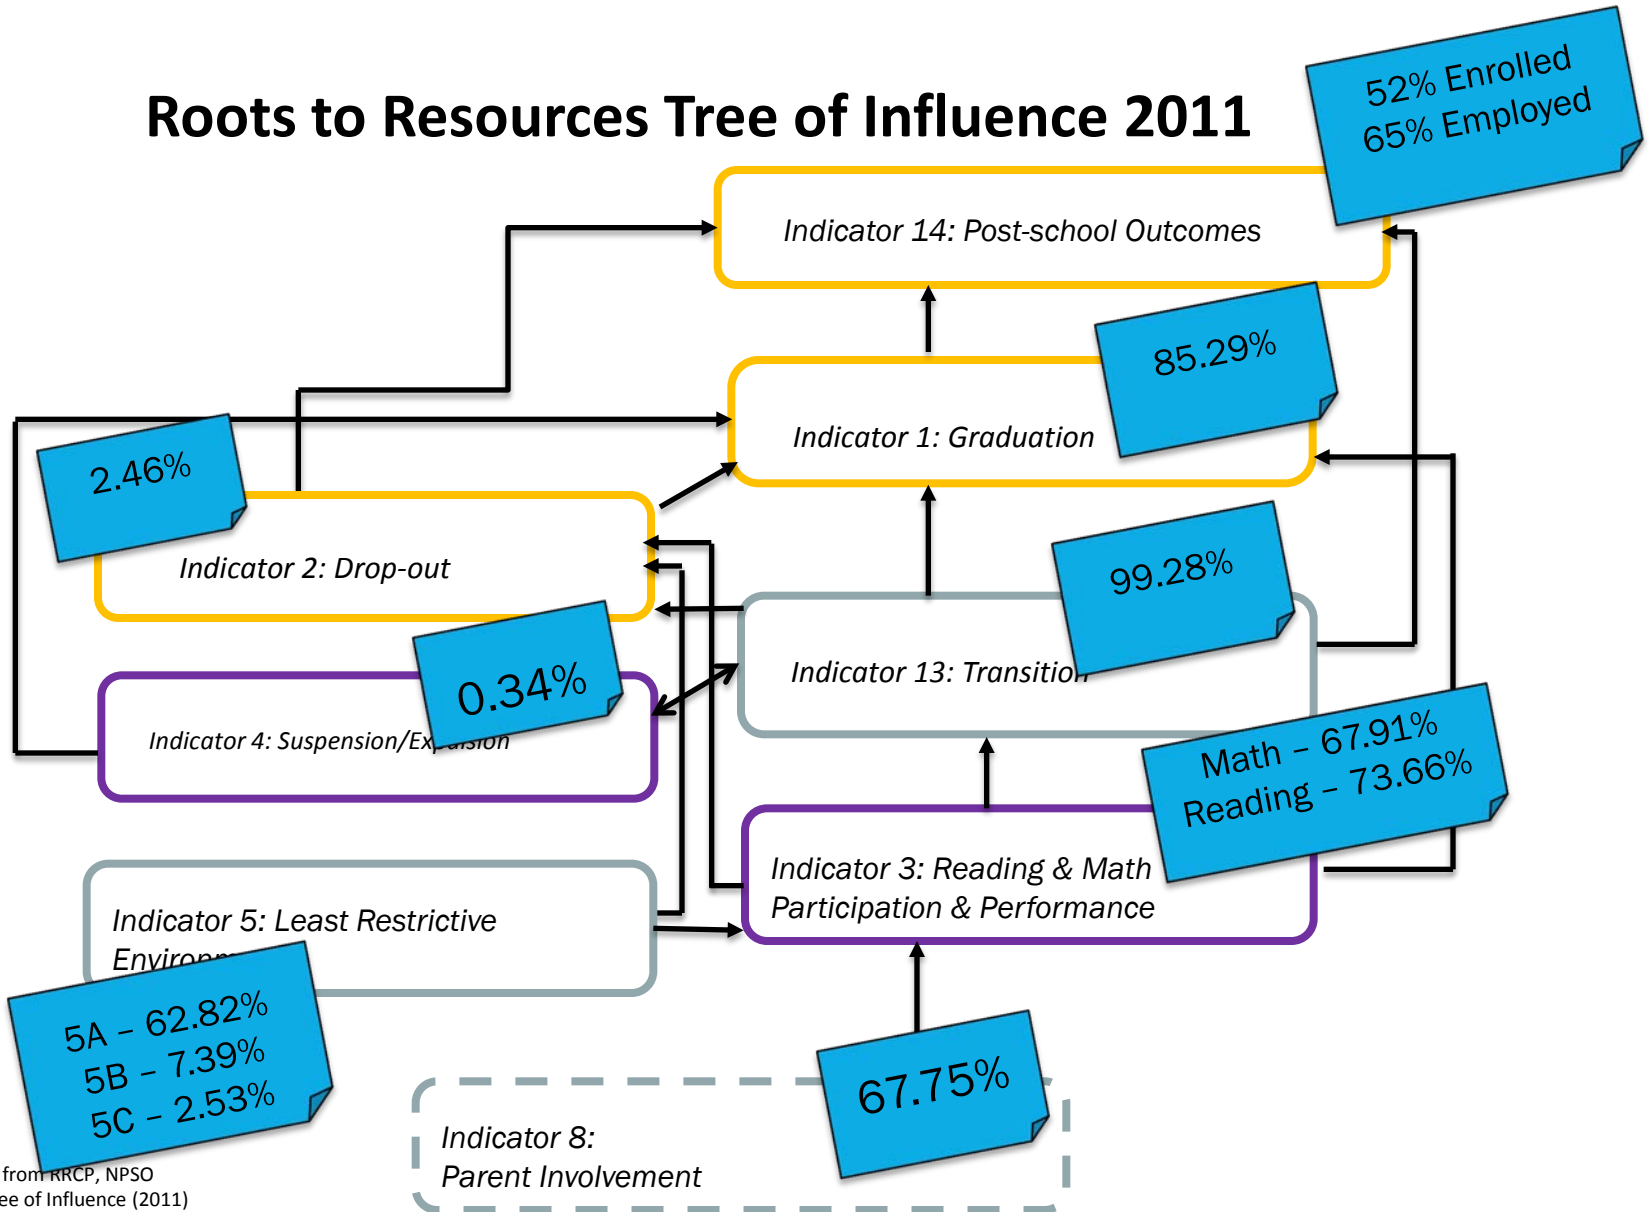 Roots to Resources Tree of Influence 2011
52% Enrolled
65% Employed
Indicator 14: Post-school Outcomes
85.29%
Indicator 1: Graduation
2.46%
Indicator 2: Drop-out
99.28%
Indicator 13: Transition
0.34%
Indicator 4: Suspension/Expulsion
Math – 67.91%
Reading – 73.66%
Indicator 3: Reading & Math
Participation & Performance
Indicator 5: Least Restrictive
5A – 62.82%
5B – 7.39%
5C – 2.53%
67.75%
Indicator 8:
Parent Involvement
from RRCP, NPSO
of Influence (2011)